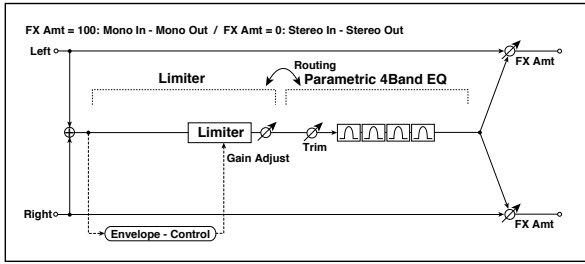 FX Amt = 100: Mono In - Mono Out / FX Amt = 0: Stereo In - Stereo Out
Left
FX Amt
Routing
Limiter
Parametric 4Band EQ
Limiter
Gain Adjust
Trim
Right
FX Amt
Envelope - Control